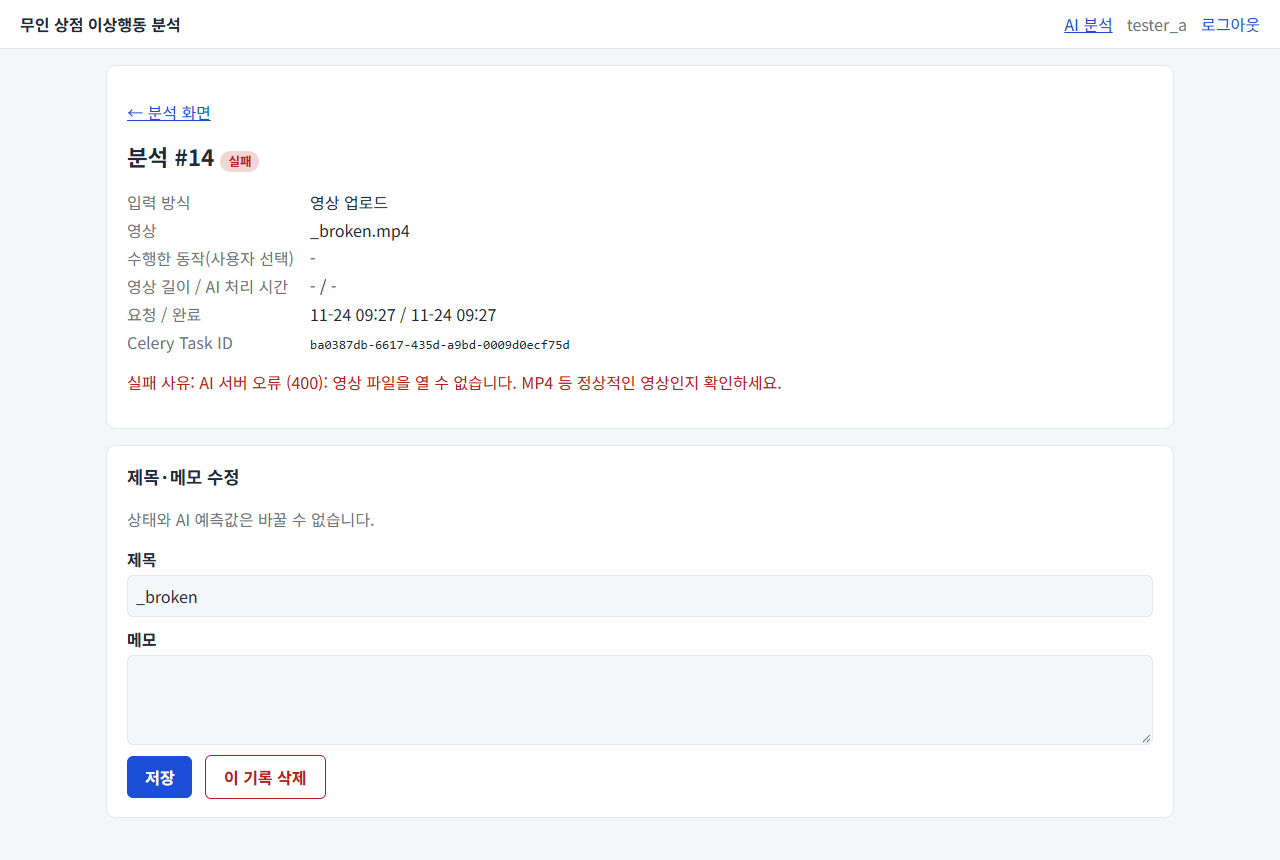 무인 상점 이상행동 분석
AI 분석 tester_a 로그아웃
← 분석 화면
분석 #14 실패
입력 방식 영상 업로드
영상 _broken.mp4
수행한 동작(사용자 선택) -
영상 길이 / AI 처리 시간 - / -
요청 / 완료 11-24 09:27 / 11-24 09:27
Celery Task ID ba0387db-6617-435d-a9bd-0009d0ecf75d
실패 사유: AI 서버 오류 (400): 영상 파일을 열 수 없습니다. MP4 등 정상적인 영상인지 확인하세요.
제목·메모 수정
상태와 AI 예측값은 바꿀 수 없습니다.
제목
_broken
메모
저장 이 기록 삭제